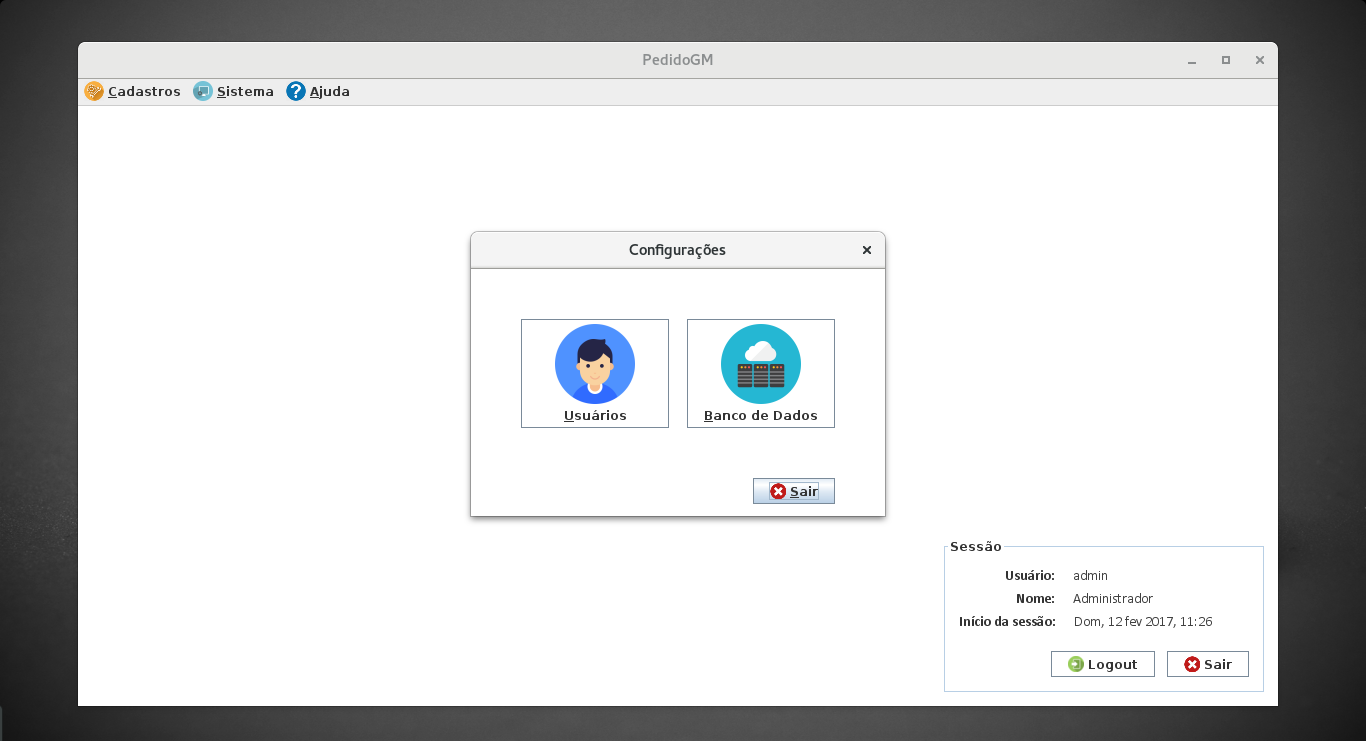 PedidoGM
Cadastros Sistema Ajuda
Configurações
Usuários Banco de Dados
Sair
Sessão
Usuário: admin
Nome: Administrador
Início da sessão: Dom, 12 fev 2017, 11:26
Logout Sair